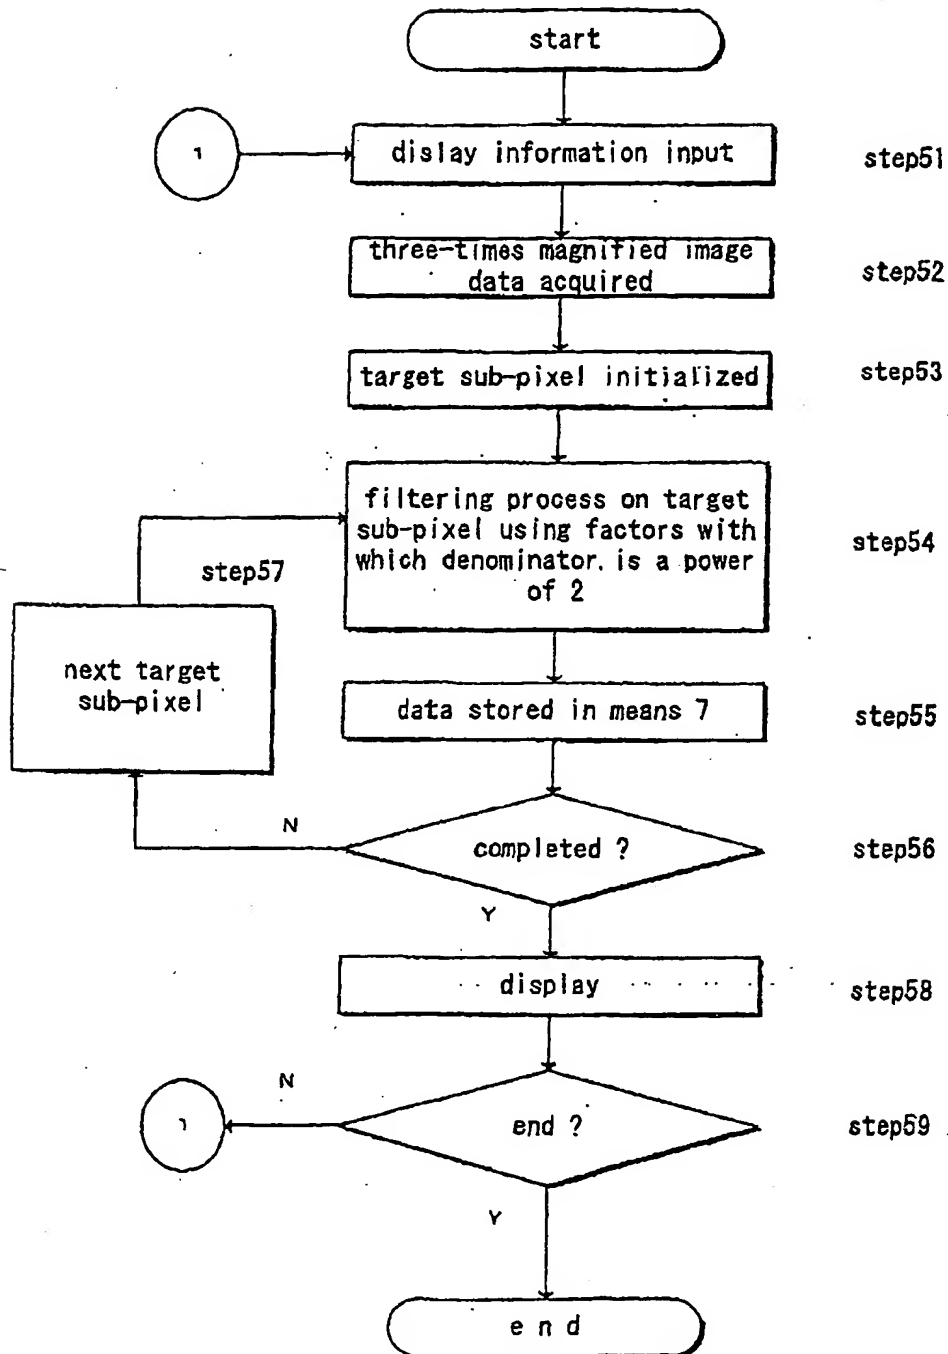 start
1
dislay information input
step51
three-times magnified image
data acquired
step52
target sub-pixel initialized
step53
filtering process on target
sub-pixel using factors with
which denominator. is a power
of 2
step54
step57
next target
sub-pixel
data stored in means 7
step55
N
completed ?
step56
Y
display
step58
N
1
end ?
step59
Y
end